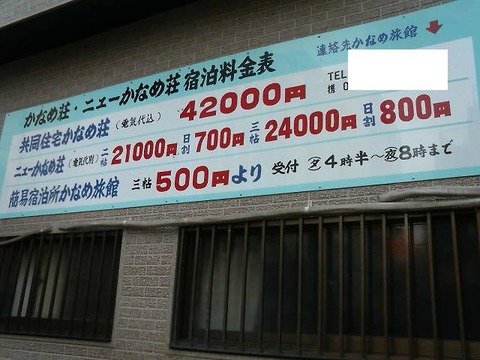 かなめ荘・ニューかなめ荘 宿泊料金表
連絡先かなめ旅館
TEL
共同住宅かなめ荘(電気代込) 42000円
携 0
ニューかなめ荘(電気代別) 二帖 21000円 日割 700円 三帖 24000円 日割 800円
簡易宿泊所かなめ旅館 三帖 500円より 受付 夕4時半~夜8時まで